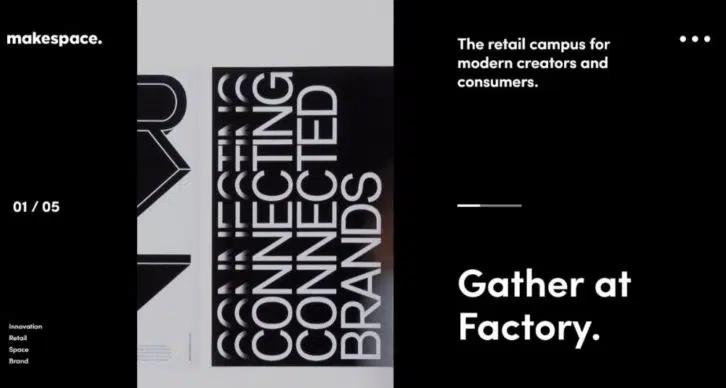 makespace.
The retail campus for
modern creators and
consumers.
01 / 05
CONNECTING
CONNECTED
BRANDS
Gather at
Factory.
Innovation
Retail
Space
Brand